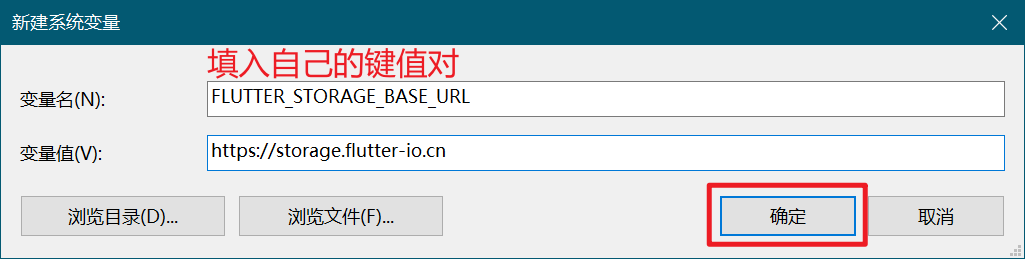 新建系统变量
填入自己的键值对
变量名(N):
FLUTTER_STORAGE_BASE_URL
变量值(V):
https://storage.flutter-io.cn
浏览目录(D)...
浏览文件(F)...
确定
取消